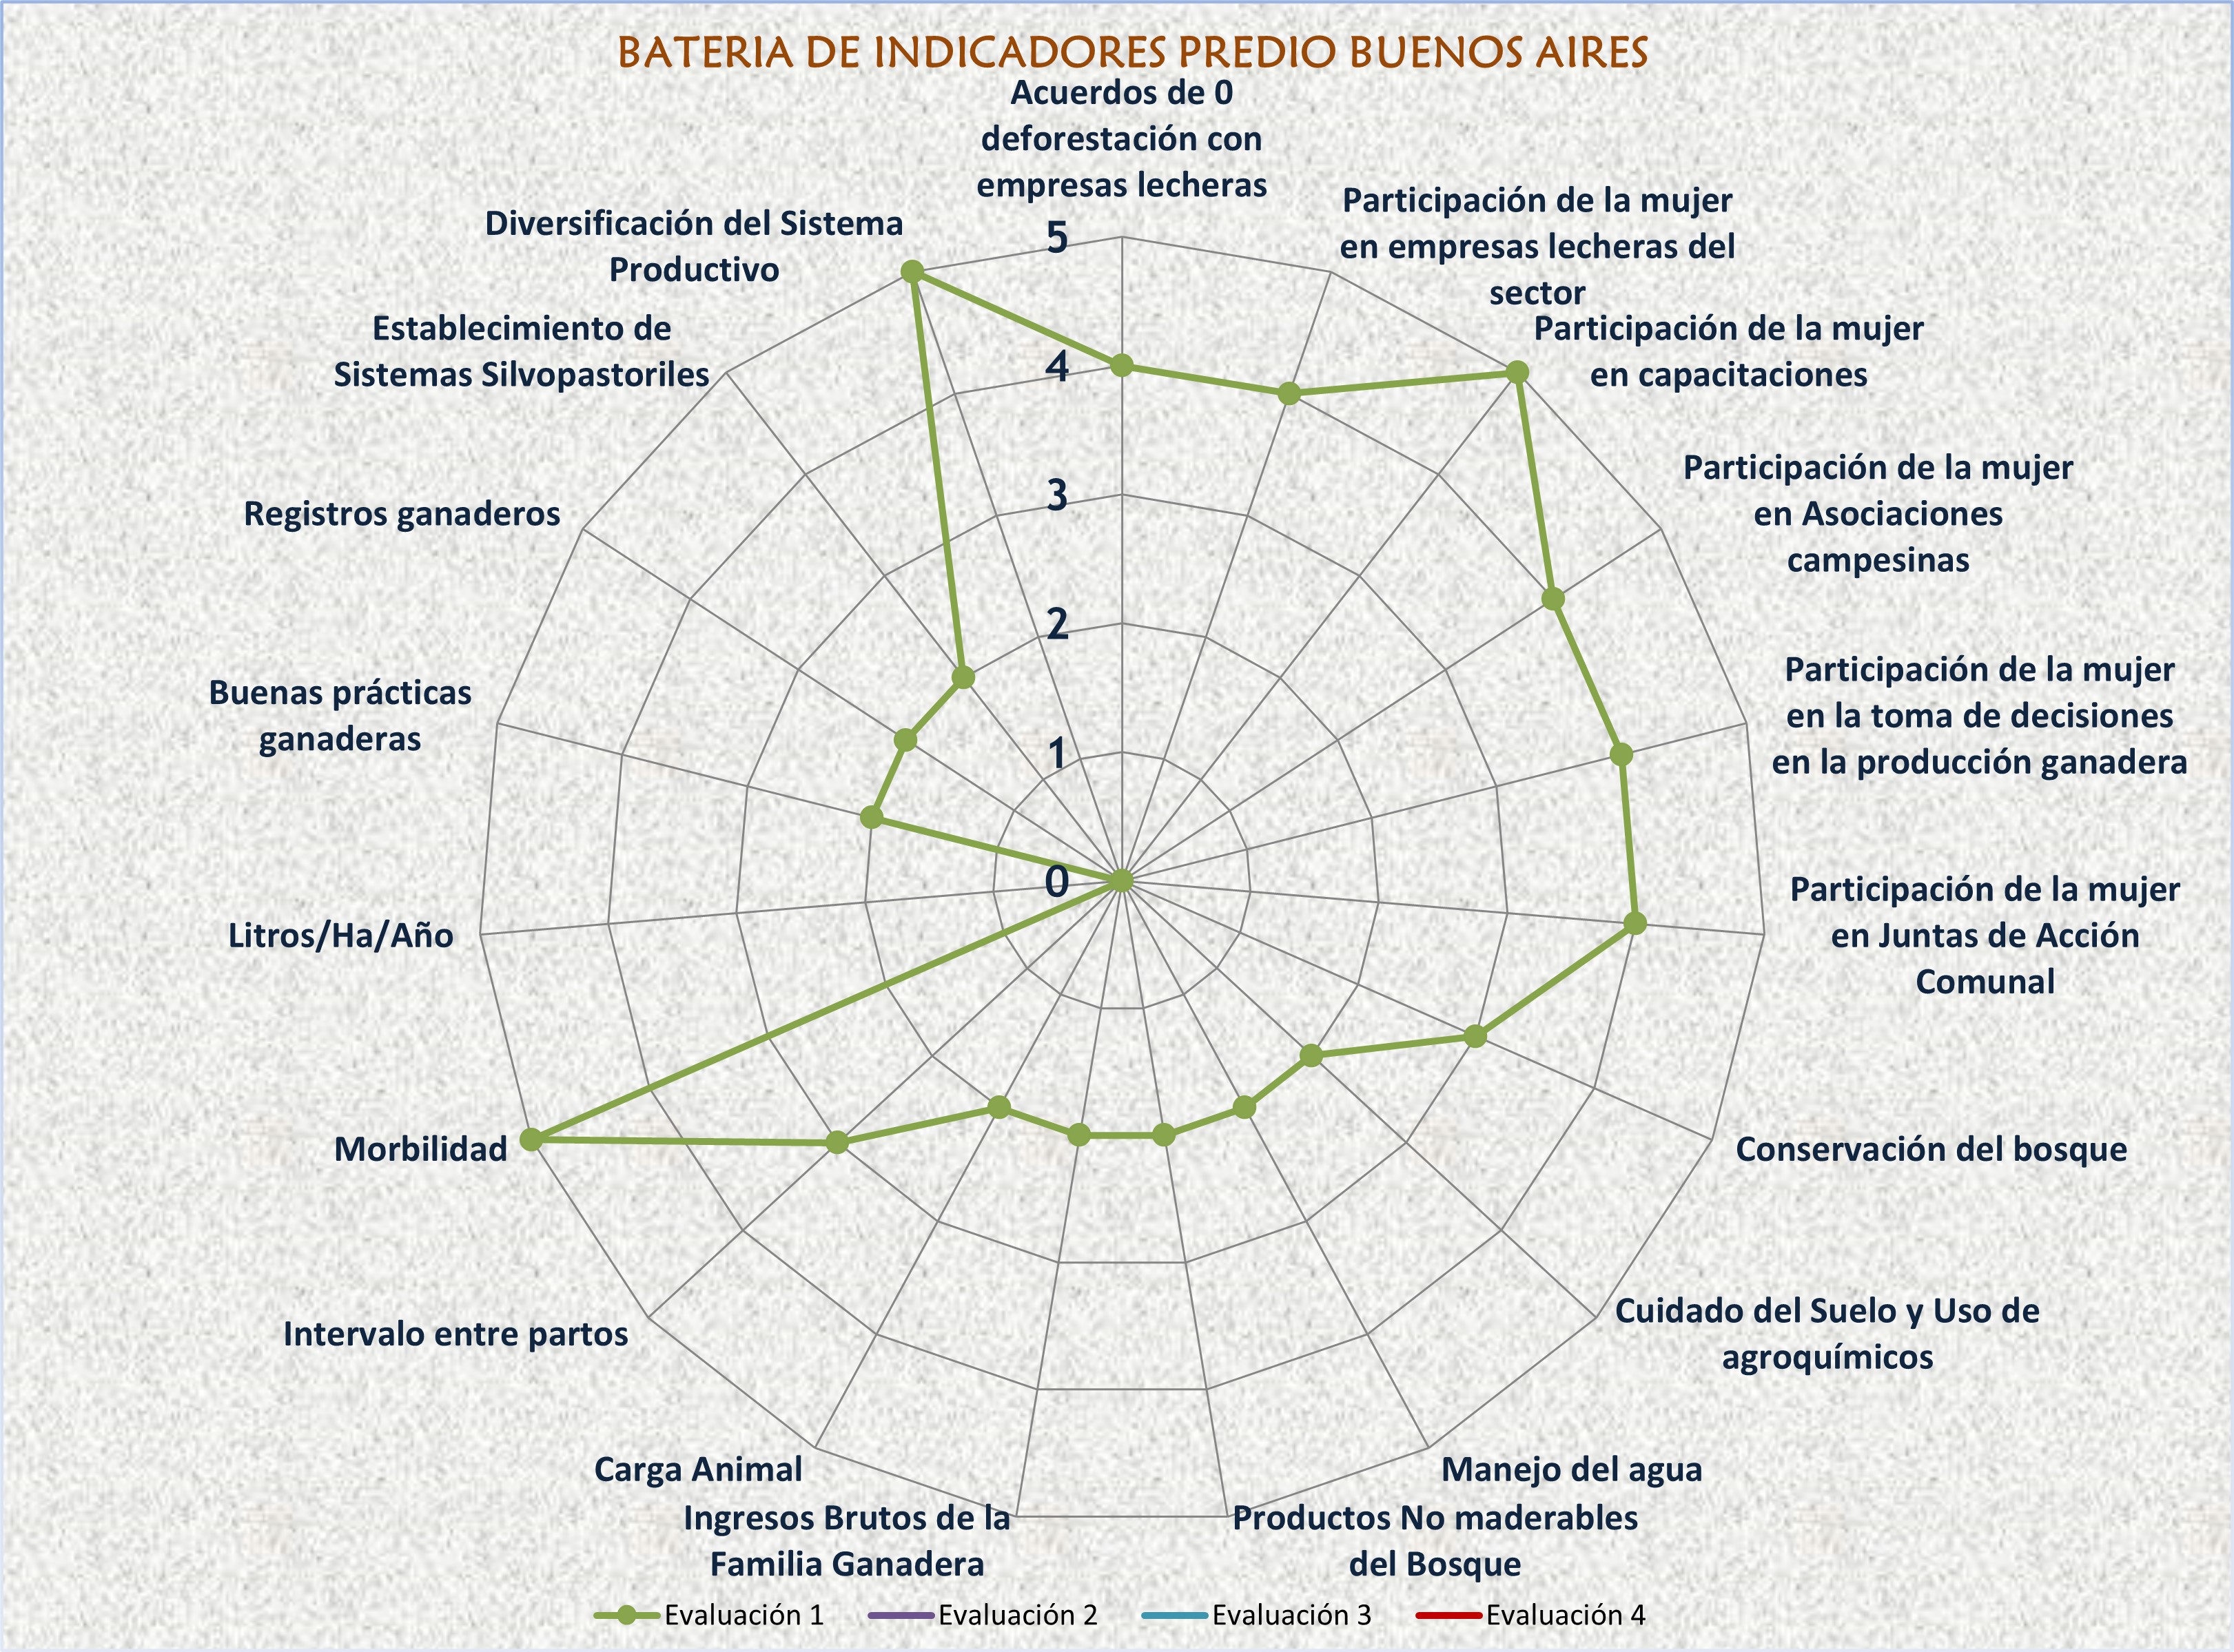 BATERIA DE INDICADORES PREDIO BUENOS AIRES
Acuerdos de 0
deforestación con
empresas lecheras
Participación de la mujer
en empresas lecheras del
sector
Participación de la mujer
en capacitaciones
Participación de la mujer
en Asociaciones
campesinas
Participación de la mujer
en la toma de decisiones
en la producción ganadera
Participación de la mujer
en Juntas de Acción
Comunal
Conservación del bosque
Cuidado del Suelo y Uso de
agroquímicos
Manejo del agua
Productos No maderables
del Bosque
Ingresos Brutos de la
Familia Ganadera
Carga Animal
Intervalo entre partos
Morbilidad
Litros/Ha/Año
Buenas prácticas
ganaderas
Registros ganaderos
Establecimiento de
Sistemas Silvopastoriles
Diversificación del Sistema
Productivo
5
4
3
2
1
0
Evaluación 1
Evaluación 2
Evaluación 3
Evaluación 4